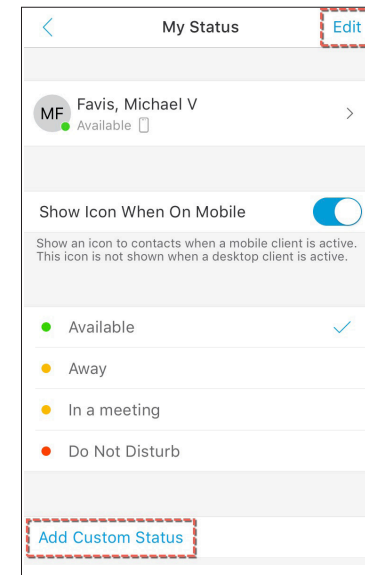 My Status
Edit
MF
Favis, Michael V
Available
Show Icon When On Mobile
Show an icon to contacts when a mobile client is active.
This icon is not shown when a desktop client is active.
Available
Away
In a meeting
Do Not Disturb
Add Custom Status